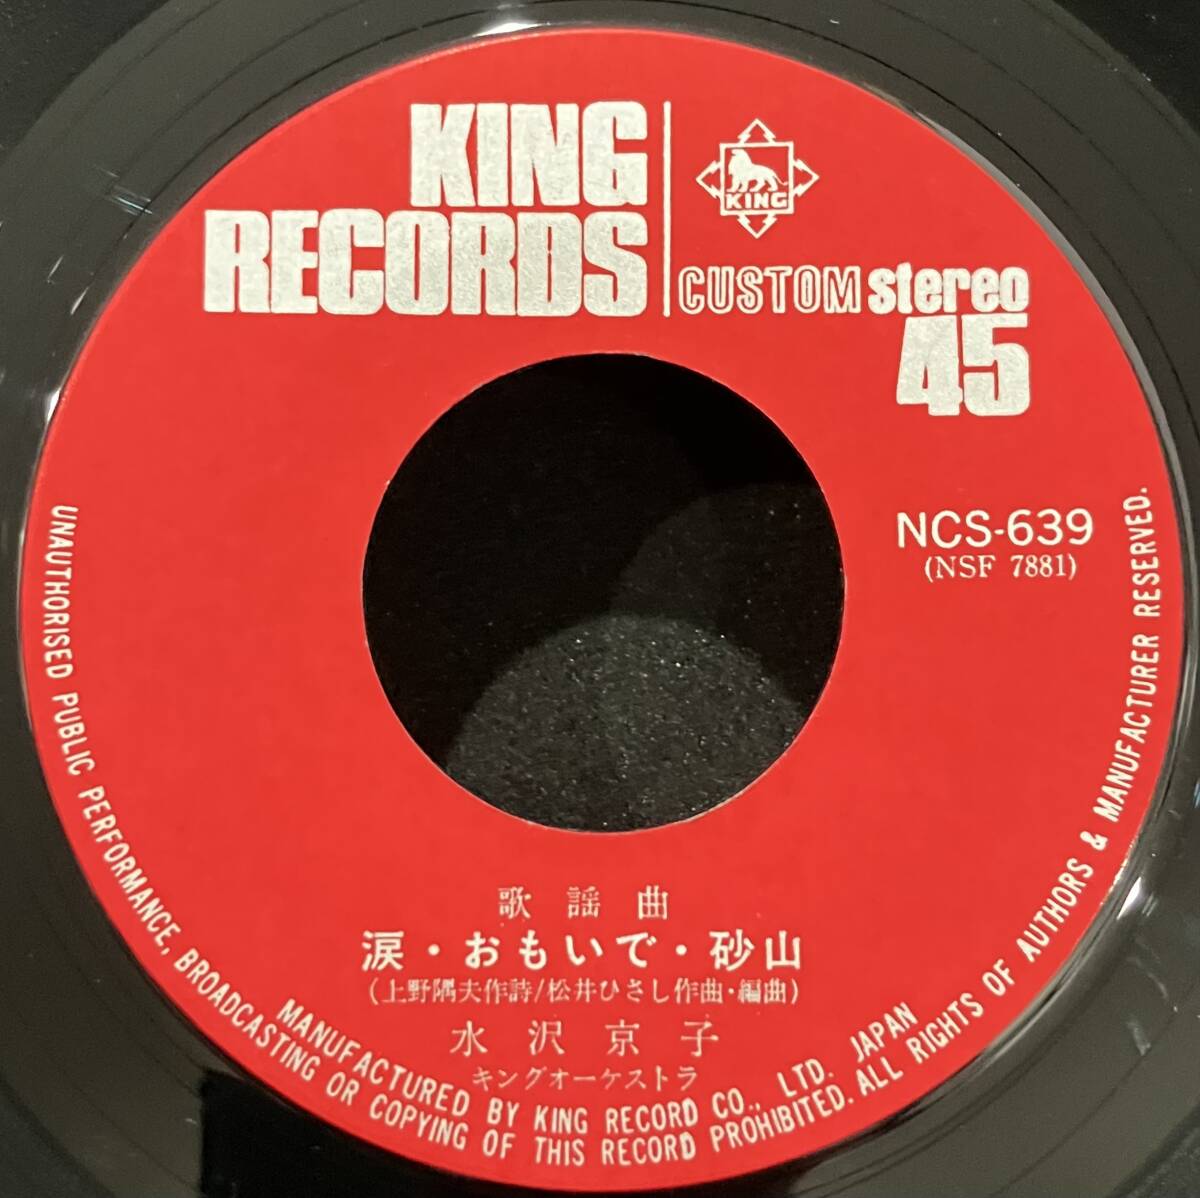 KING
RECORDS
KING
CUSTOM stereo
45
NCS-639
(NSF 7881)
歌謡曲
涙・おもいで・砂山
(上野隅夫作詩/松井ひさし作曲・編曲)
水沢京子
キングオーケストラ
MANUFACTURED BY KING RECORD CO., LTD. JAPAN
UNAUTHORISED PUBLIC PERFORMANCE, BROADCASTING OR COPYING OF THIS RECORD PROHIBITED. ALL RIGHTS OF AUTHORS & MANUFACTURER RESERVED.